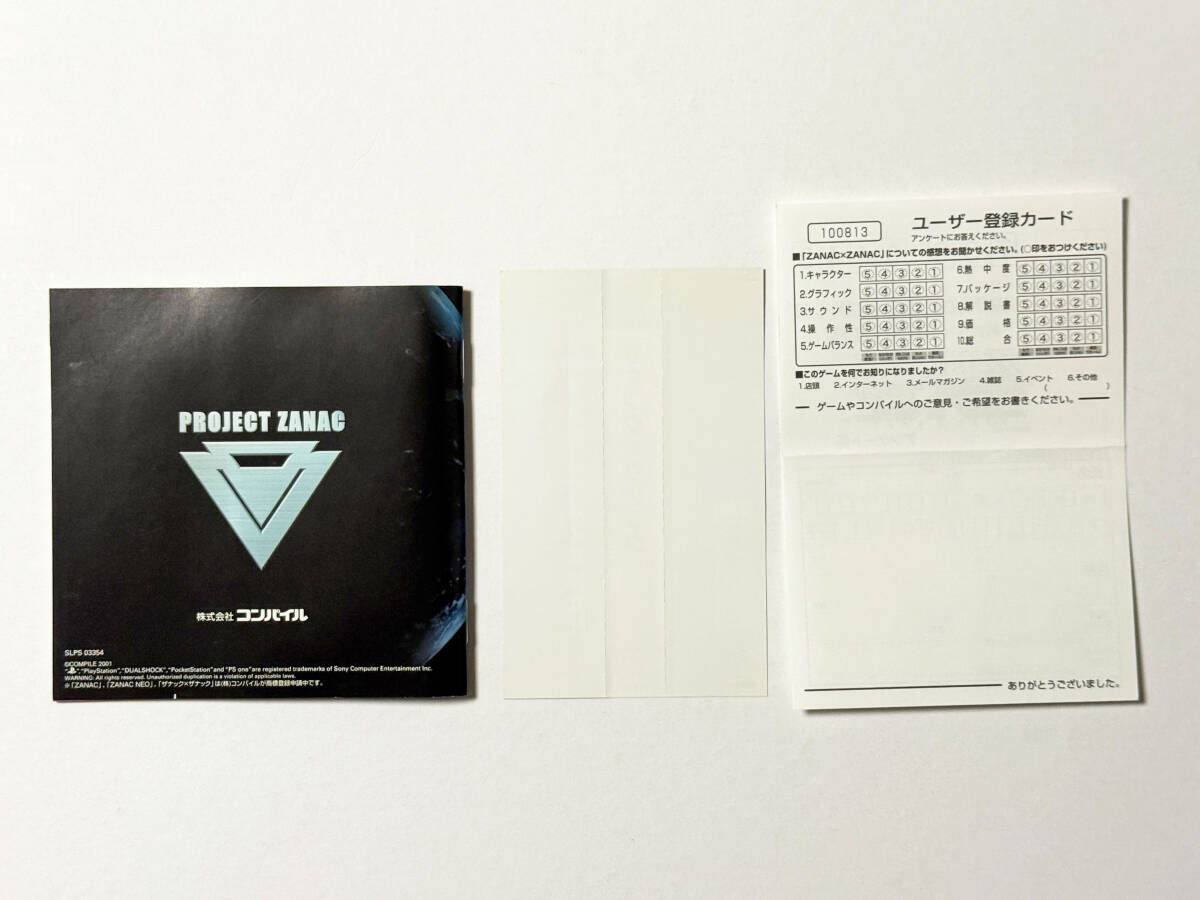 PROJECT ZANAC
株式会社 コンパイル
SLPS 03354
©COMPILE 2001
"PlayStation", "DUALSHOCK", "PocketStation" and "PS one" are registered trademarks of Sony Computer Entertainment Inc.
WARNING: All rights reserved. Unauthorized duplication is a violation of applicable laws.
※「ZANAC」、「ZANAC NEO」、「ザナック×ザナック」は(株)コンパイルが商標登録申請中です。
100813
ユーザー登録カード
アンケートにお答えください。
■「ZANAC×ZANAC」についての感想をお聞かせください。(○印をおつけください)
1.キャラクター ⑤ ④ ③ ② ①
2.グラフィック ⑤ ④ ③ ② ①
3.サウンド ⑤ ④ ③ ② ①
4.操作性 ⑤ ④ ③ ② ①
5.ゲームバランス ⑤ ④ ③ ② ①
6.熱中度 ⑤ ④ ③ ② ①
7.パッケージ ⑤ ④ ③ ② ①
8.解説書 ⑤ ④ ③ ② ①
9.価格 ⑤ ④ ③ ② ①
10.総合 ⑤ ④ ③ ② ①
■このゲームを何でお知りになりましたか?
1.店頭 2.インターネット 3.メールマガジン 4.雑誌 5.イベント 6.その他
( )
ゲームやコンパイルへのご意見・ご希望をお書きください。
ありがとうございました。